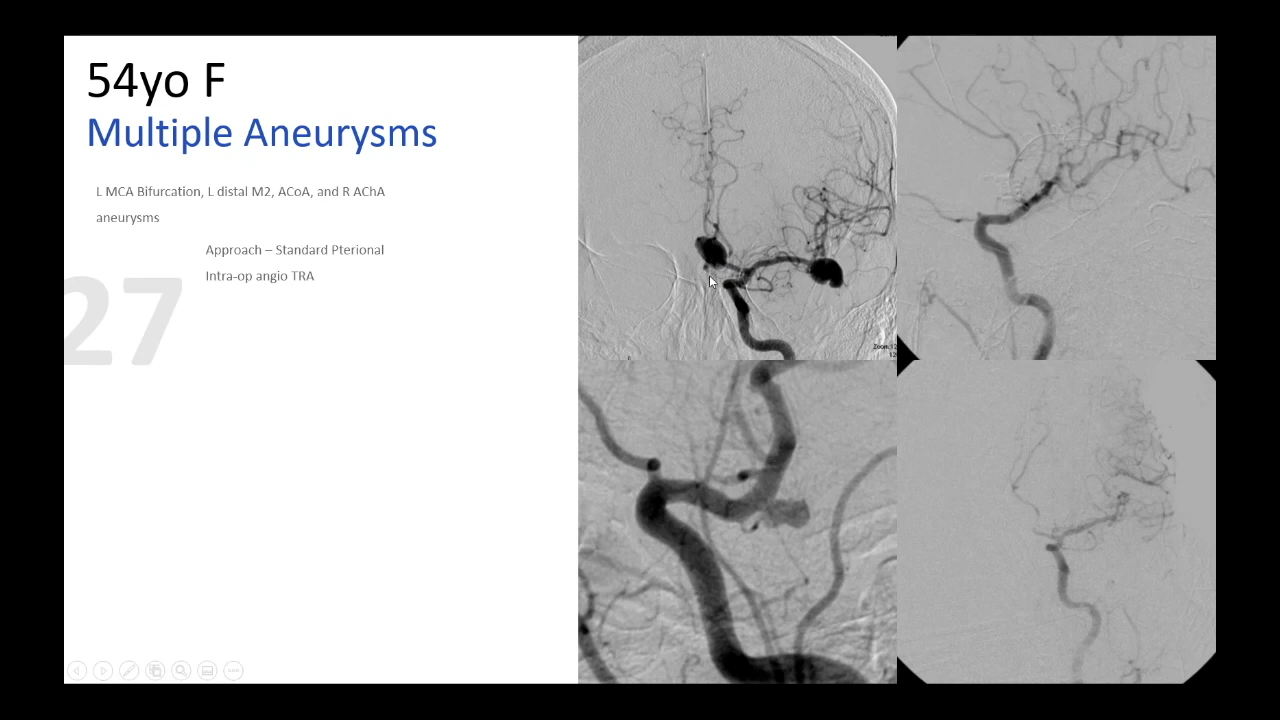 54yo F
Multiple Aneurysms
L MCA Bifurcation, L distal M2, ACoA, and R AChA
aneurysms
Approach – Standard Pterional
Intra-op angio TRA
27